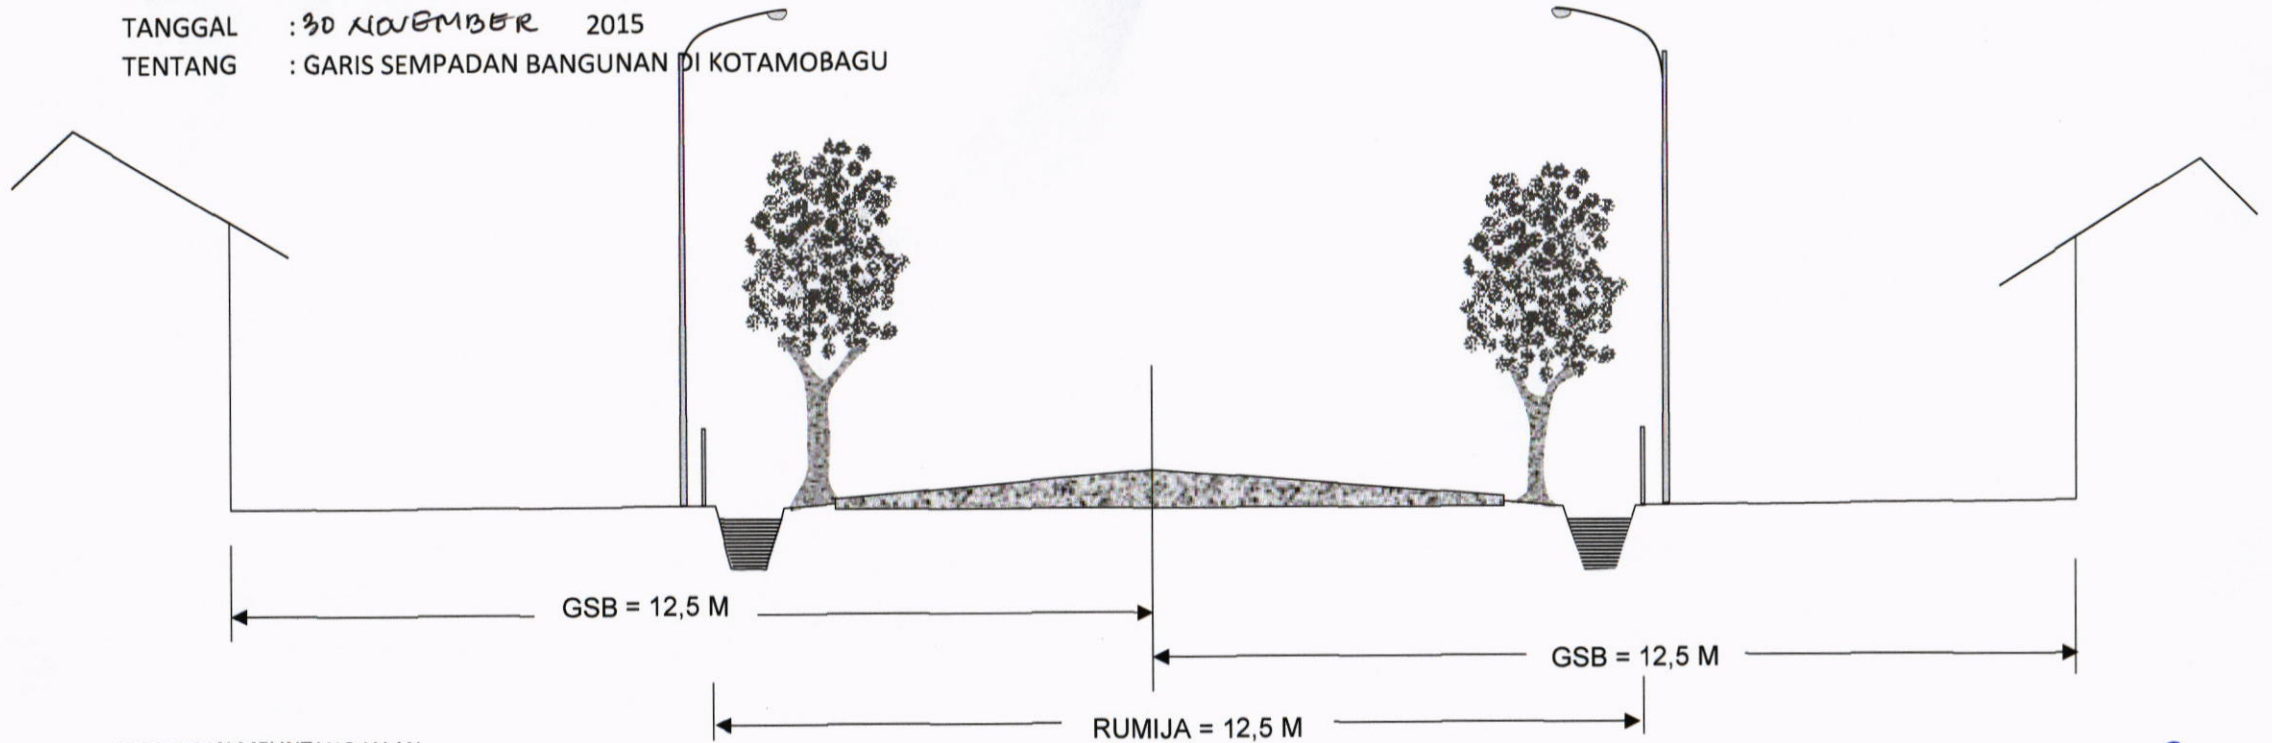 TANGGAL : 30 NOVEMBER 2015
TENTANG : GARIS SEMPADAN BANGUNAN DI KOTAMOBAGU
GSB = 12,5 M
GSB = 12,5 M
RUMIJA = 12,5 M